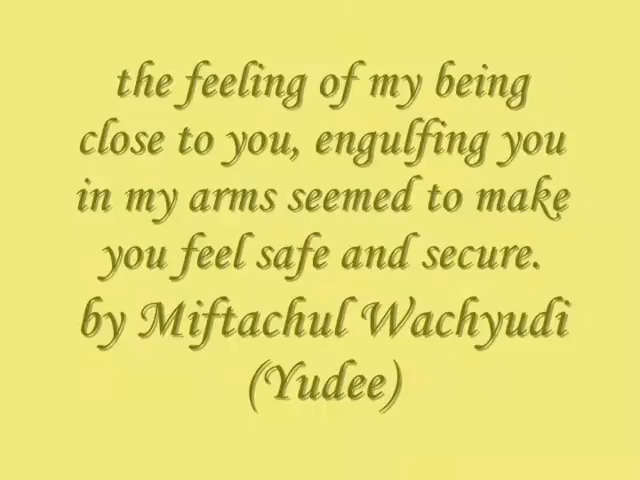 the feeling of my being
close to you, engulfing you
in my arms seemed to make
you feel safe and secure.
by Miftachul Wachyudi
(Yudee)